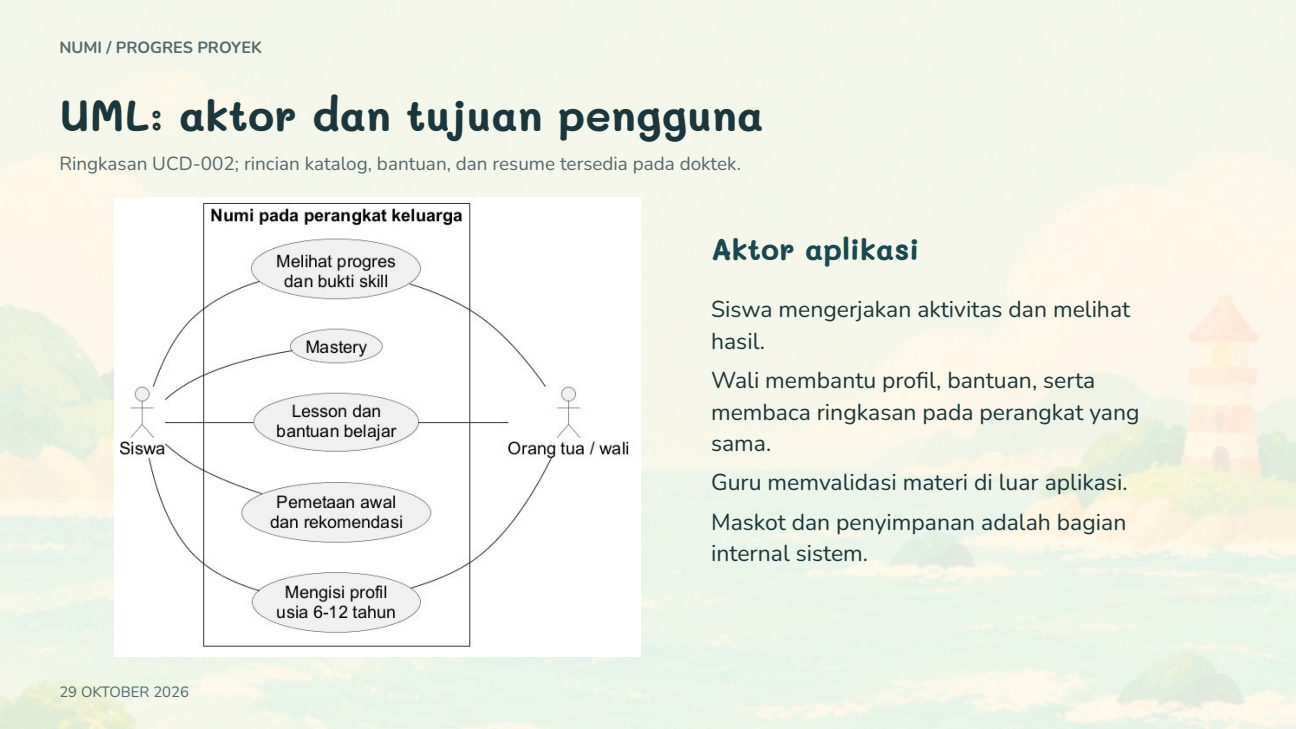 NUMI / PROGRES PROYEK
UML: aktor dan tujuan pengguna
Ringkasan UCD-002; rincian katalog, bantuan, dan resume tersedia pada doktek.
Numi pada perangkat keluarga
Melihat progres
dan bukti skill
Mastery
Lesson dan
bantuan belajar
Siswa
Orang tua / wali
Pemetaan awal
dan rekomendasi
Mengisi profil
usia 6-12 tahun
Aktor aplikasi
Siswa mengerjakan aktivitas dan melihat
hasil.
Wali membantu profil, bantuan, serta
membaca ringkasan pada perangkat yang
sama.
Guru memvalidasi materi di luar aplikasi.
Maskot dan penyimpanan adalah bagian
internal sistem.
29 OKTOBER 2026